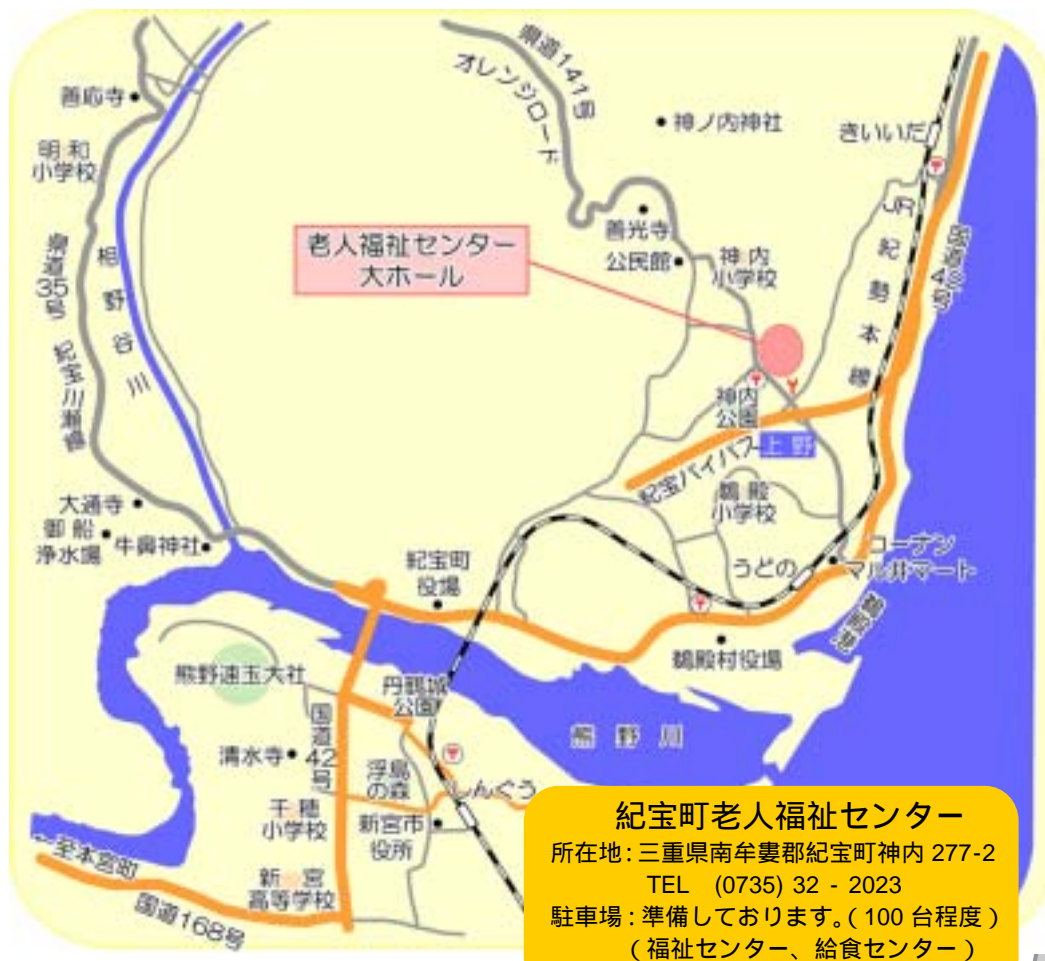 県道141号
オレンジロード
善応寺
明和
小学校
神ノ内神社
きいいだ
県道35号
紀宝川瀬線
相野谷川
老人福祉センター
大ホール
善光寺
公民館
神内
小学校
JR紀勢本線
国道42号
神内
公園
上野
紀宝バイパス
鵜殿
小学校
大通寺
御船
浄水場
牛鼻神社
紀宝町
役場
うどの
コーナン
マル井マート
鵜殿港
鵜殿村役場
熊野速玉大社
丹鶴城
公園
熊野川
国道42号
清水寺
浮島
の森
しんぐう
千穂
小学校
新宮市
役所
至本宮町
新宮
高等学校
国道168号
紀宝町老人福祉センター
所在地:三重県南牟婁郡紀宝町神内 277-2
TEL (0735) 32 - 2023
駐車場:準備しております。(100 台程度)
(福祉センター、給食センター)